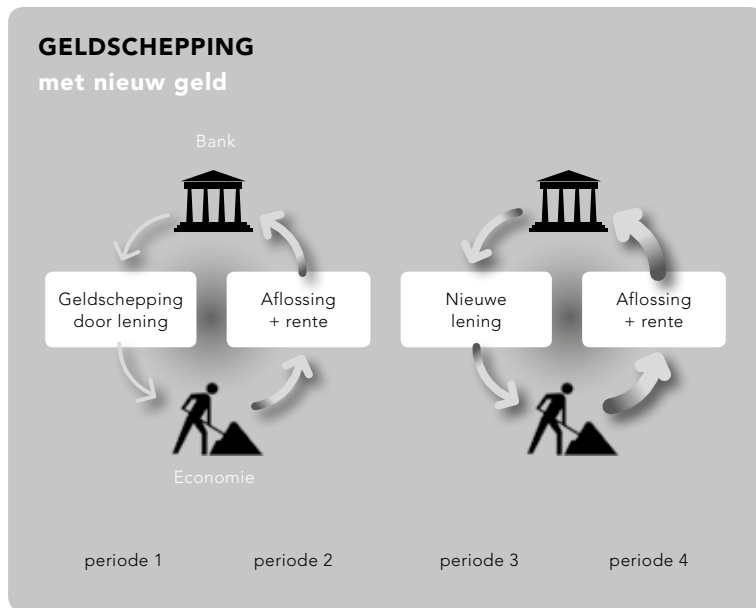 GELDSCHEPPING
met nieuw geld
Bank
Geldschepping
door lening
Aflossing
+ rente
Nieuwe
lening
Aflossing
+ rente
Economie
periode 1
periode 2
periode 3
periode 4